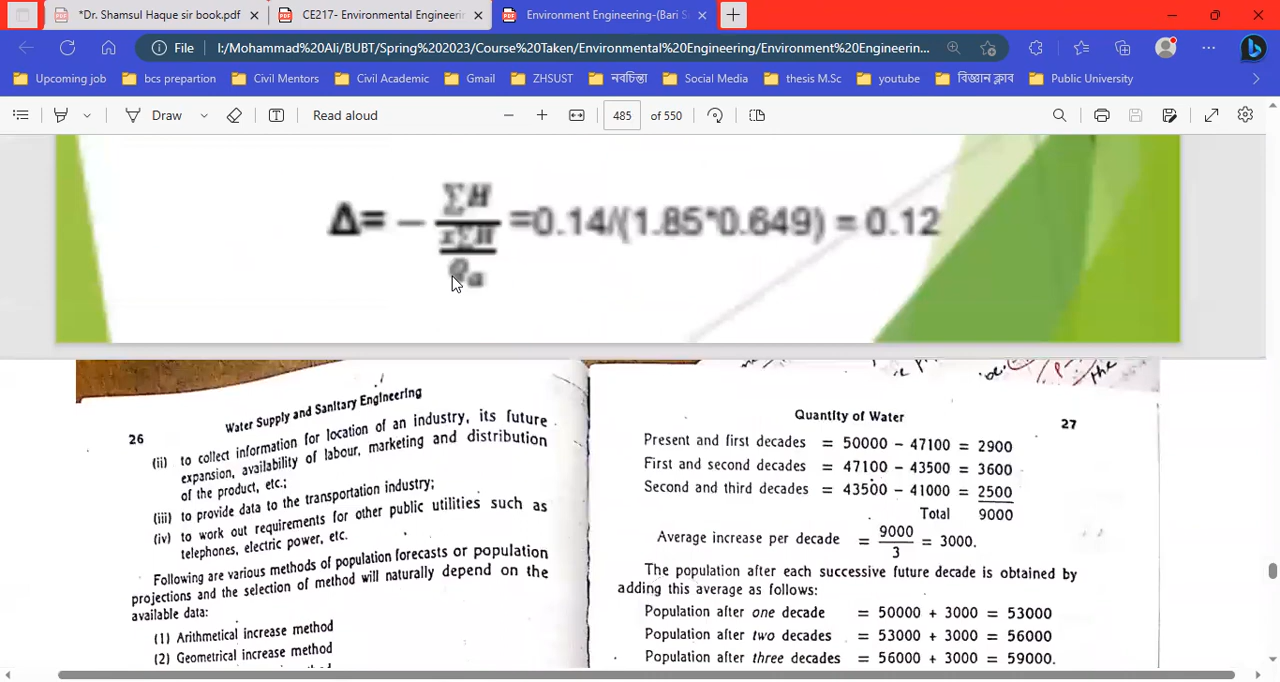 *Dr. Shamsul Haque sir book.pdf
CE217- Environmental Engineerin
Environment Engineering-(Bari S
File
I:/Mohammad%20Ali/BUBT/Spring%202023/Course%20Taken/Environmental%20Engineering/Environment%20Engineerin...
Upcoming job
bcs prepartion
Civil Mentors
Civil Academic
Gmail
ZHSUST
নবচিন্তা
Social Media
thesis M.Sc
youtube
বিজ্ঞান ক্লাব
Public University
Draw
Read aloud
485
of 550
Δ= − ∑H / (x∑H / Qa) =0.14/(1.85*0.649) = 0.12
26
Water Supply and Sanitary Engineering
(ii) to collect information for location of an industry, its future
expansion, availability of labour, marketing and distribution
of the product, etc.;
(iii) to provide data to the transportation industry;
(iv) to work out requirements for other public utilities such as
telephones, electric power, etc.
Following are various methods of population forecasts or population
projections and the selection of method will naturally depend on the
available data:
(1) Arithmetical increase method
(2) Geometrical increase method
Quantity of Water
27
Present and first decades = 50000 − 47100 = 2900
First and second decades = 47100 − 43500 = 3600
Second and third decades = 43500 − 41000 = 2500
Total 9000
Average increase per decade = 9000/3 = 3000.
The population after each successive future decade is obtained by
adding this average as follows:
Population after one decade = 50000 + 3000 = 53000
Population after two decades = 53000 + 3000 = 56000
Population after three decades = 56000 + 3000 = 59000.